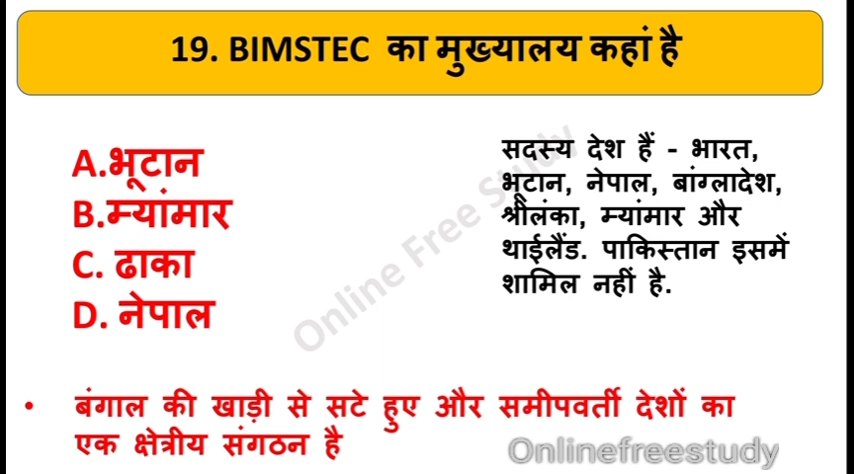 19. BIMSTEC का मुख्यालय कहां है
A.भूटान
B.म्यांमार
C. ढाका
D. नेपाल
सदस्य देश हैं - भारत,
भूटान, नेपाल, बांग्लादेश,
श्रीलंका, म्यांमार और
थाईलैंड. पाकिस्तान इसमें
शामिल नहीं है.
Online Free Study
• बंगाल की खाड़ी से सटे हुए और समीपवर्ती देशों का
एक क्षेत्रीय संगठन है
Onlinefreestudy